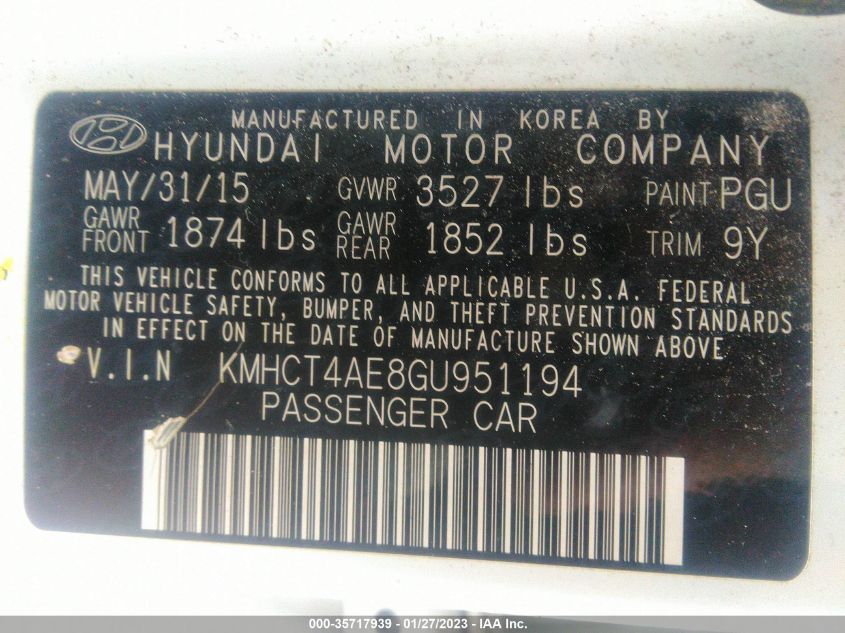 MANUFACTURED IN KOREA BY
HYUNDAI MOTOR COMPANY
MAY/31/15 GVWR 3527 lbs PAINT PGU
GAWR FRONT 1874 lbs GAWR REAR 1852 lbs TRIM 9Y
THIS VEHICLE CONFORMS TO ALL APPLICABLE U.S.A. FEDERAL
MOTOR VEHICLE SAFETY, BUMPER, AND THEFT PREVENTION STANDARDS
IN EFFECT ON THE DATE OF MANUFACTURE SHOWN ABOVE
V.I.N KMHCT4AE8GU951194
PASSENGER CAR
000-35717939 - 01/27/2023 - IAA Inc.